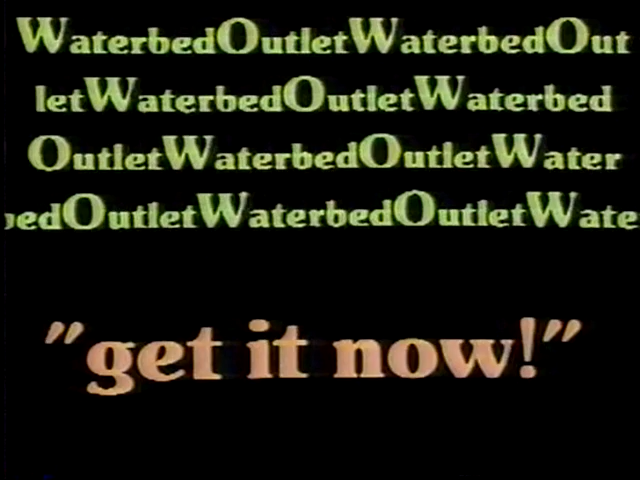 WaterbedOutletWaterbedOut
letWaterbedOutletWaterbed
OutletWaterbedOutletWater
bedOutletWaterbedOutletWate
"get it now!"